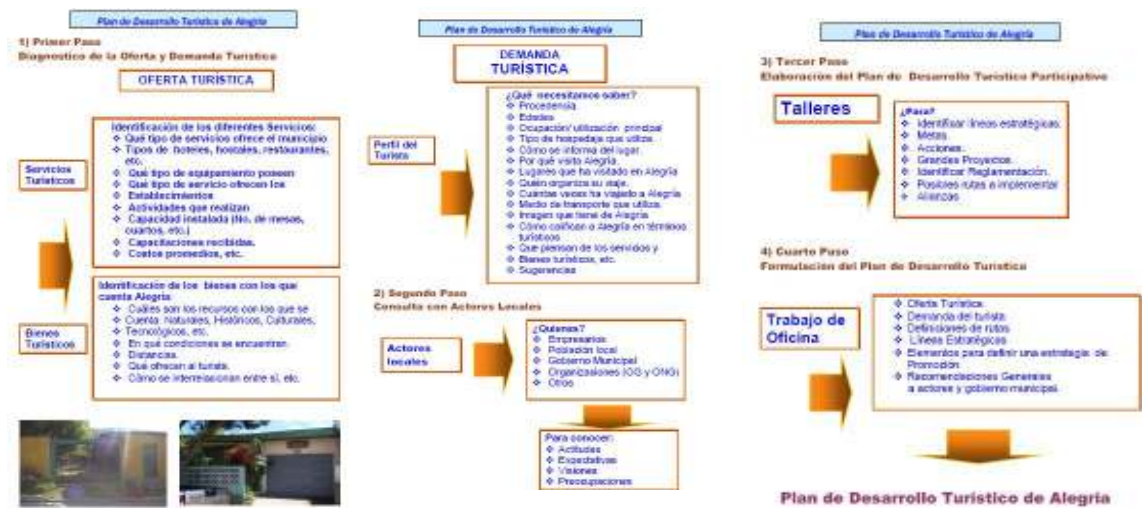 Plan de Desarrollo Turístico de Alegría
1) Primer Paso
Diagnostico de la Oferta y Demanda Turistica
OFERTA TURÍSTICA
Servicios
Turísticos
Identificación de los diferentes Servicios:
❖ Qué tipo de servicios ofrece el municipio
❖ Tipos de hoteles, hostales, restaurantes,
etc.
❖ Qué tipo de equipamiento poseen
❖ Qué tipo de servicio ofrecen los
❖ Establecimientos
❖ Actividades que realizan
❖ Capacidad instalada (No. de mesas,
cuartos, etc.)
❖ Capacitaciones recibidas.
❖ Costos promedios, etc.
Bienes
Turísticos
Identificación de los bienes con los que
cuenta Alegría
❖ Cuáles son los recursos con los que se
❖ Cuenta: Naturales, Históricos, Culturales,
❖ Tecnológicos, etc.
❖ En qué condiciones se encuentran
❖ Distancias.
❖ Qué ofrecen al turista.
❖ Cómo se interrelacionan entre sí, etc.
Plan de Desarrollo Turístico de Alegría
DEMANDA
TURÍSTICA
Perfil del
Turista
¿Qué necesitamos saber?
❖ Procedencia
❖ Edades
❖ Ocupación/ utilización principal
❖ Tipo de hospedaje que utiliza.
❖ Cómo se informa del lugar.
❖ Por qué visita Alegría.
❖ Lugares que ha visitado en Alegría
❖ Quién organiza su viaje.
❖ Cuántas veces ha viajado a Alegría
❖ Medio de transporte que utiliza.
❖ Imagen que tiene de Alegría
❖ Cómo califican a Alegría en términos
turísticos
❖ Qué piensan de los servicios y
❖ Bienes turísticos, etc.
❖ Sugerencias
2) Segundo Paso
Consulta con Actores Locales
Actores
locales
¿Quienes?
❖ Empresarios
❖ Población local
❖ Gobierno Municipal
❖ Organizaciones (OG y ONG)
❖ Otros
Para conocer:
❖ Actitudes
❖ Expectativas
❖ Visiones
❖ Preocupaciones
Plan de Desarrollo Turístico de Alegría
3) Tercer Paso
Elaboración del Plan de Desarrollo Turistico Participativo
Talleres
¿Para?
❖ Identificar líneas estratégicas.
❖ Metas.
❖ Acciones.
❖ Grandes Proyectos.
❖ Identificar Reglamentación.
❖ Posibles rutas a implementar
❖ Alianzas
4) Cuarto Paso
Formulación del Plan de Desarrollo Turistico
Trabajo de
Oficina
❖ Oferta Turística.
❖ Demanda del turista
❖ Definiciones de rutas
❖ Líneas Estratégicas
❖ Elementos para definir una estrategia de
Promoción
❖ Recomendaciones Generales
a actores y gobierno municipal.
Plan de Desarrollo Turístico de Alegría